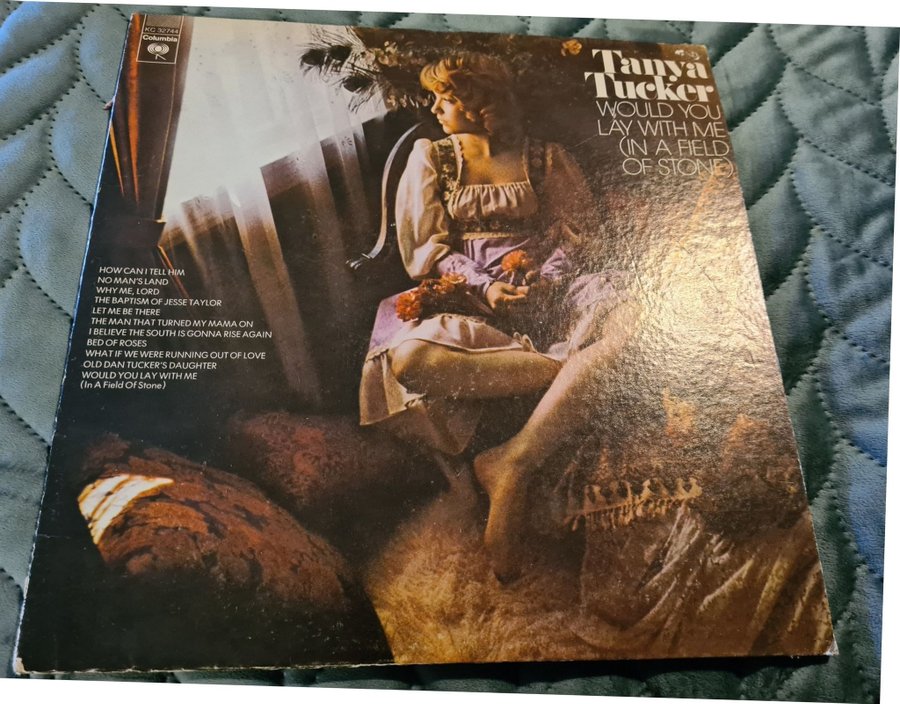 KC 32744
Columbia
Tanya
Tucker
WOULD YOU
LAY WITH ME
(IN A FIELD
OF STONE)
HOW CAN I TELL HIM
NO MAN'S LAND
WHY ME, LORD
THE BAPTISM OF JESSE TAYLOR
LET ME BE THERE
THE MAN THAT TURNED MY MAMA ON
I BELIEVE THE SOUTH IS GONNA RISE AGAIN
BED OF ROSES
WHAT IF WE WERE RUNNING OUT OF LOVE
OLD DAN TUCKER'S DAUGHTER
WOULD YOU LAY WITH ME
(In A Field Of Stone)